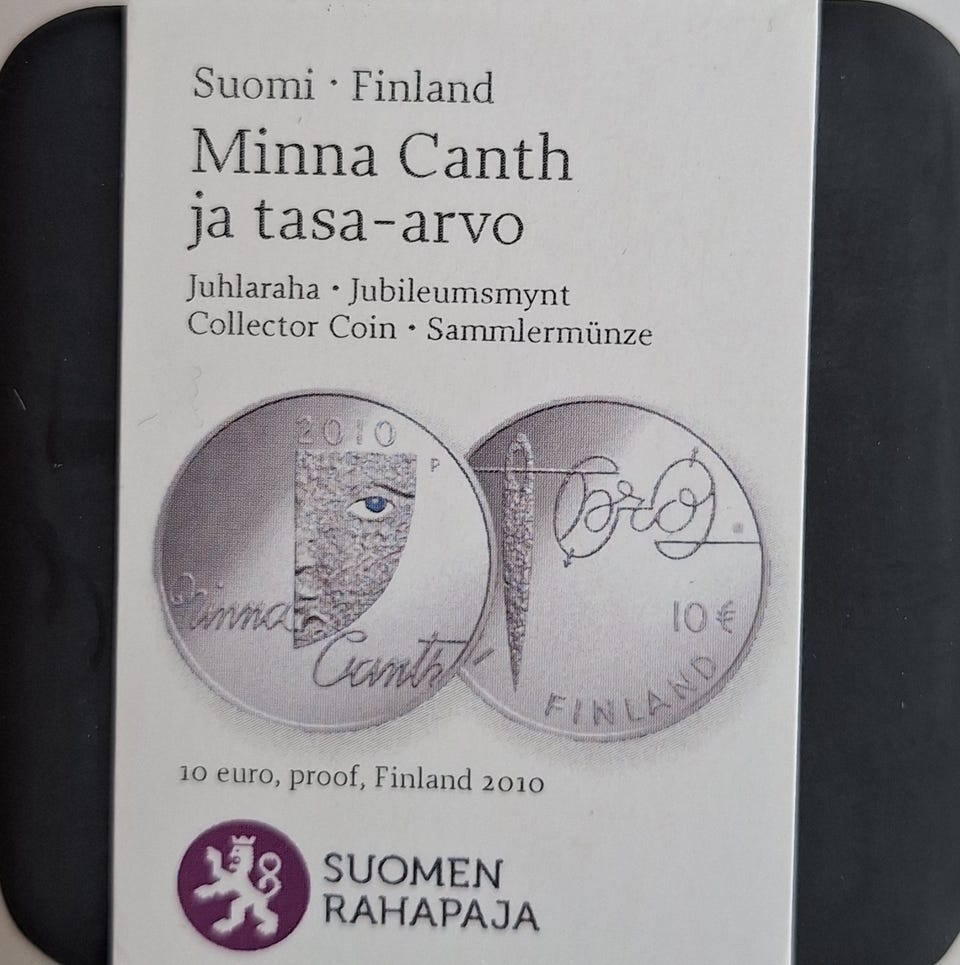 Suomi · Finland
Minna Canth
ja tasa-arvo
Juhlaraha · Jubileumsmynt
Collector Coin · Sammlermünze
2010
P
Minna
Canth
10 €
FINLAND
10 euro, proof, Finland 2010
SUOMEN
RAHAPAJA